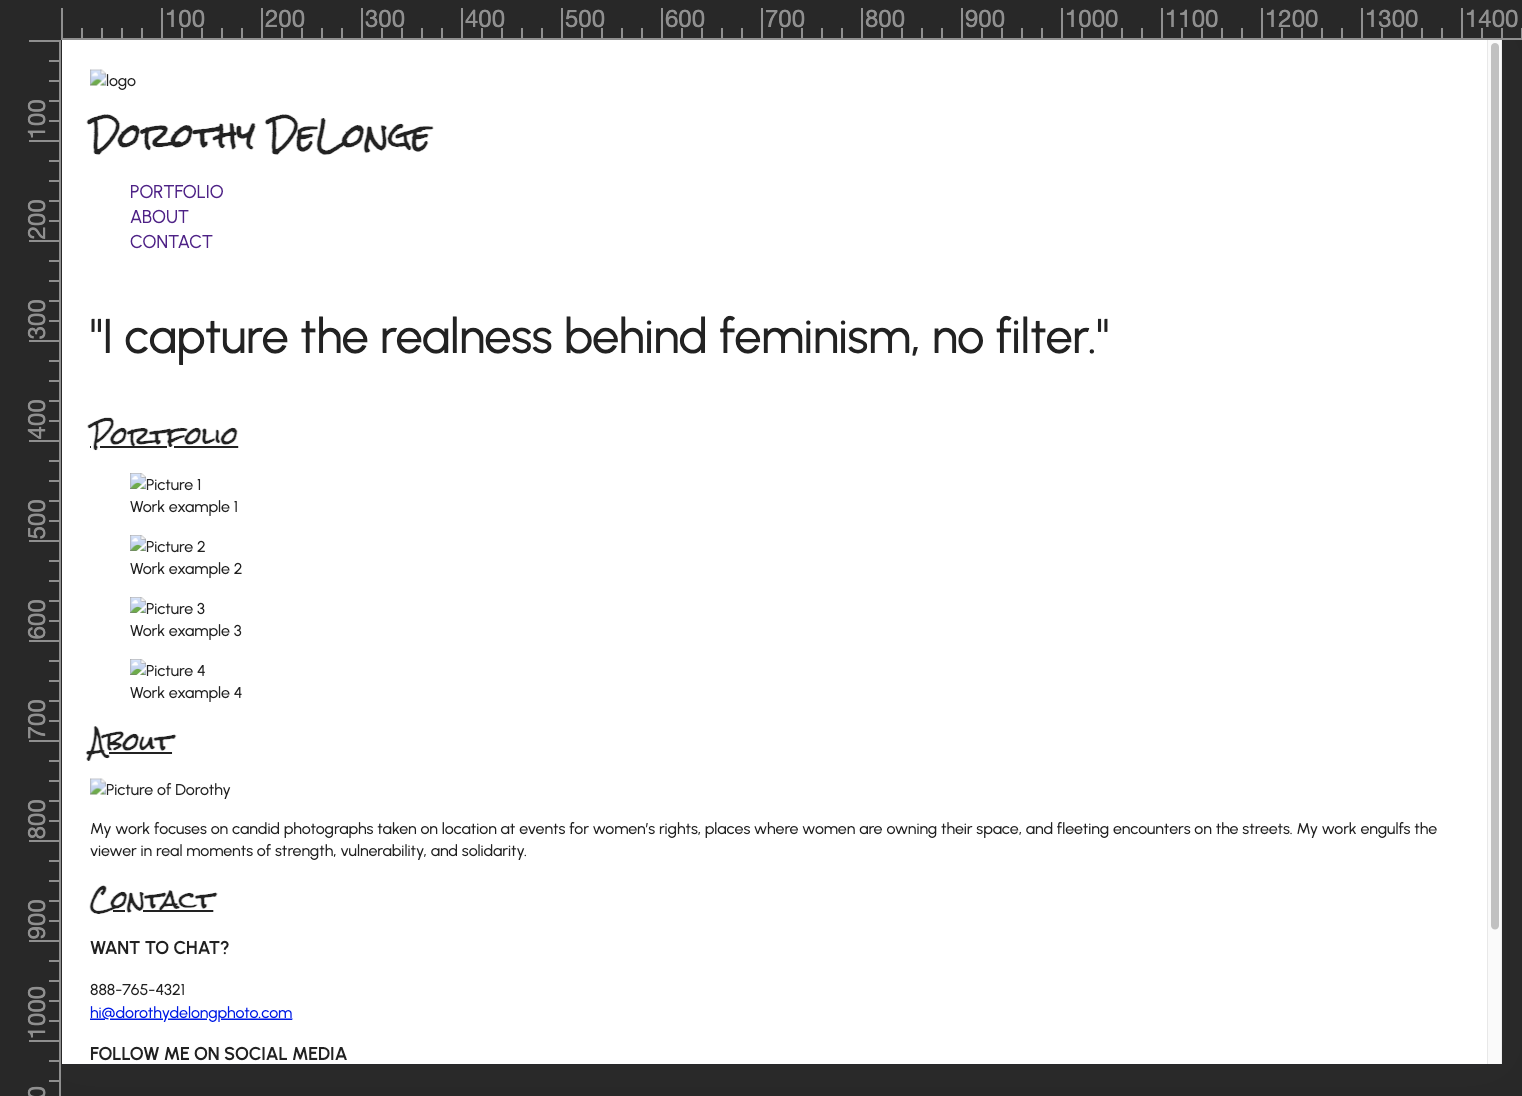 100 200 300 400 500 600 700 800 900 1000 1100 1200 1300 1400
logo
Dorothy DeLonge
100
PORTFOLIO
200
ABOUT
CONTACT
300
"I capture the realness behind feminism, no filter."
400
Portfolio
Picture 1
500
Work example 1
Picture 2
Work example 2
600
Picture 3
Work example 3
Picture 4
Work example 4
700
About
Picture of Dorothy
800
My work focuses on candid photographs taken on location at events for women’s rights, places where women are owning their space, and fleeting encounters on the streets. My work engulfs the
viewer in real moments of strength, vulnerability, and solidarity.
Contact
900
WANT TO CHAT?
888-765-4321
1000
hi@dorothydelongphoto.com
FOLLOW ME ON SOCIAL MEDIA